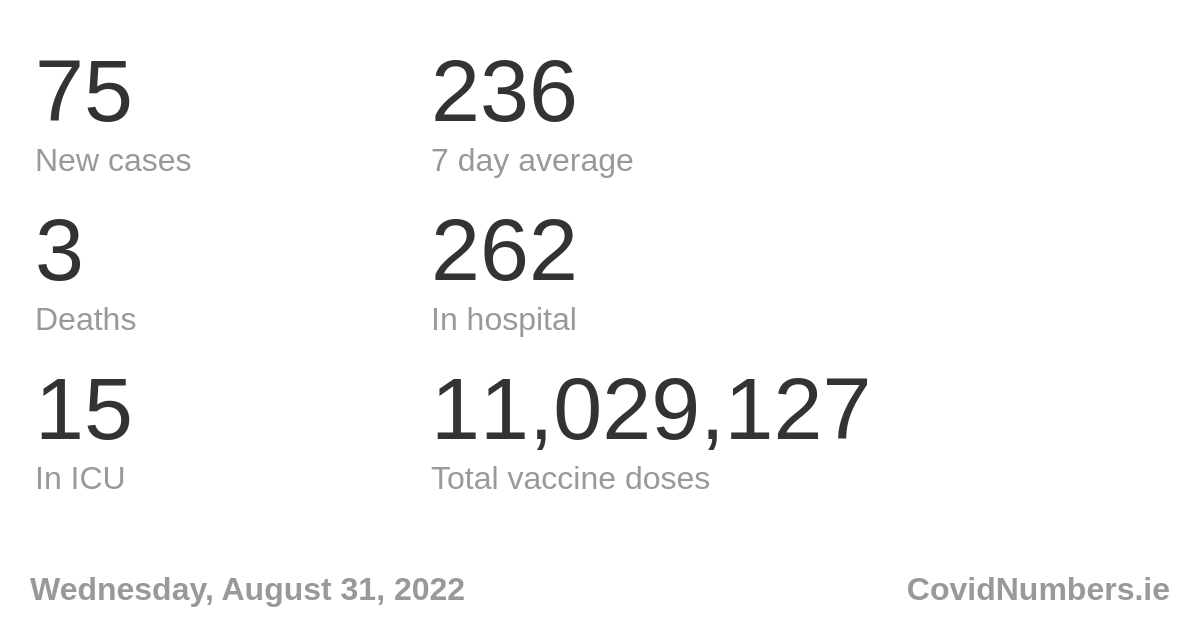 75
236
New cases
7 day average
3
262
Deaths
In hospital
15
11,029,127
In ICU
Total vaccine doses
Wednesday, August 31, 2022
CovidNumbers.ie